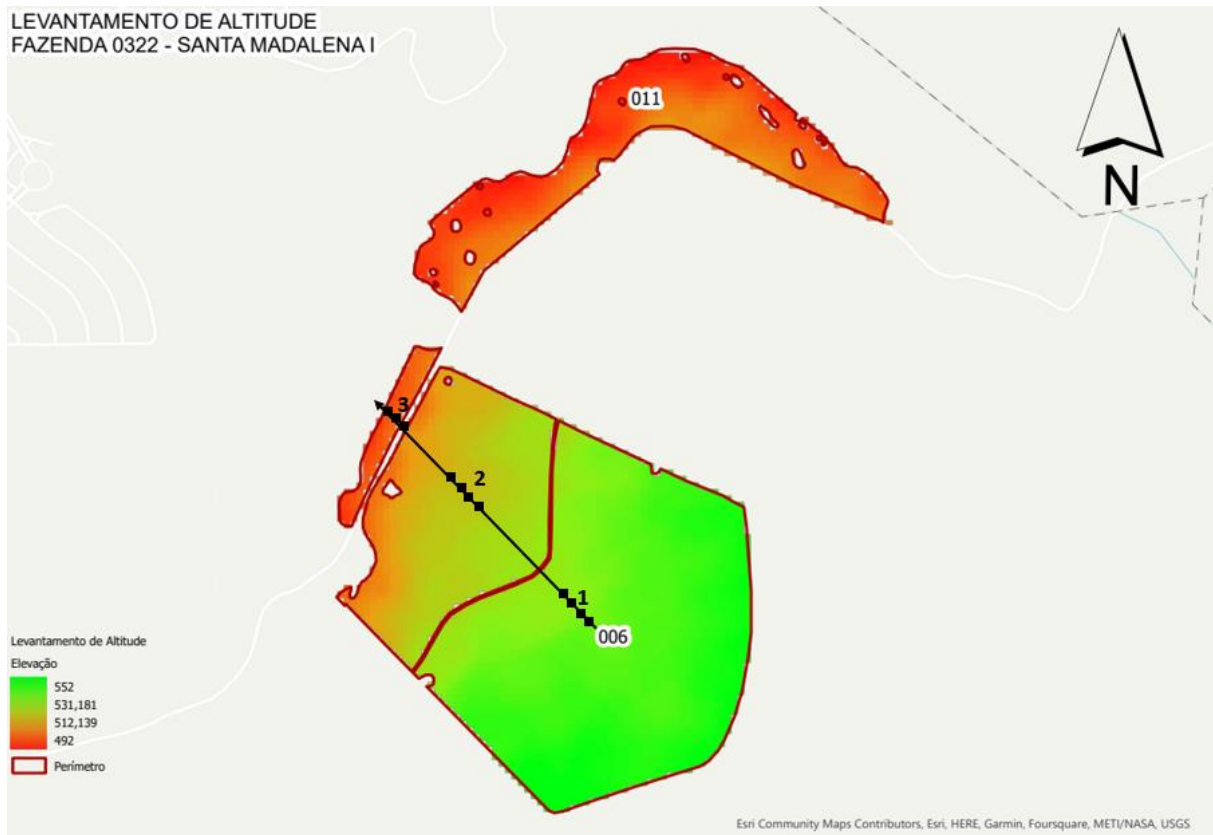 LEVANTAMENTO DE ALTITUDE
FAZENDA 0322 - SANTA MADALENA I
011
N
3
2
1
006
Levantamento de Altitude
Elevação
552
531,181
512,139
492
Perímetro
Esri Community Maps Contributors, Esri, HERE, Garmin, Foursquare, METI/NASA, USGS